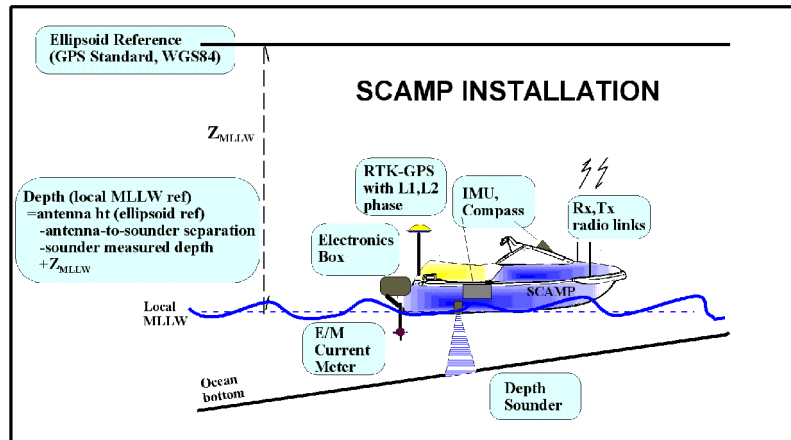 Ellipsoid Reference
(GPS Standard, WGS84)
SCAMP INSTALLATION
Z_MLLW
RTK-GPS
with L1,L2
phase
IMU,
Compass
Rx,Tx
radio links
Depth (local MLLW ref)
=antenna ht (ellipsoid ref)
-antenna-to-sounder separation
-sounder measured depth
+Z_MLLW
Electronics
Box
SCAMP
Local
MLLW
E/M
Current
Meter
Ocean
bottom
Depth
Sounder